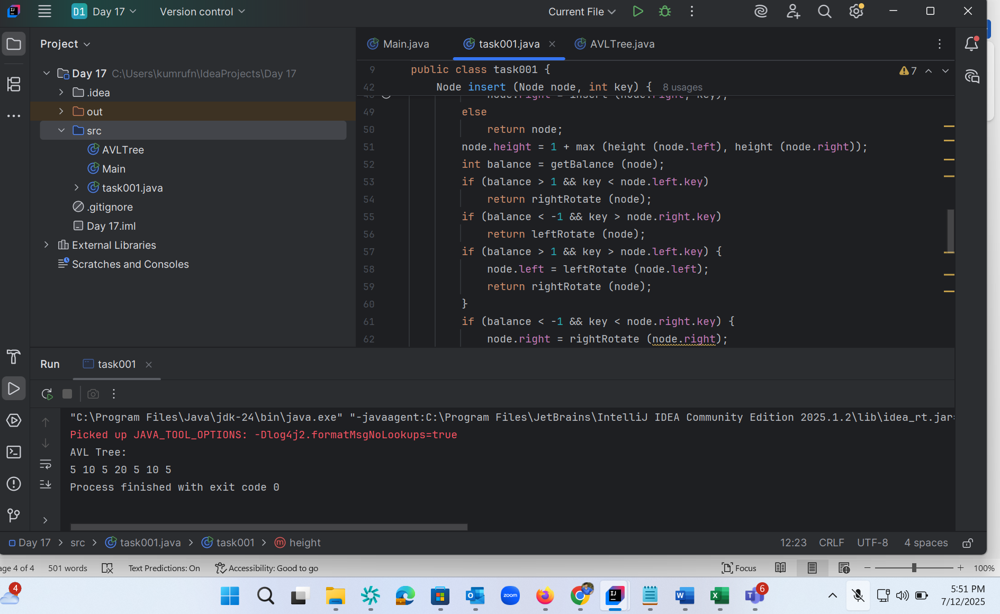 D1 Day 17
Version control
Current File
Project
Day 17 C:\Users\kumrufn\IdeaProjects\Day 17
.idea
out
src
AVLTree
Main
task001.java
.gitignore
Day 17.iml
External Libraries
Scratches and Consoles
Main.java
task001.java
AVLTree.java
7
9 public class task001 {
42 Node insert (Node node, int key) { 8 usages
node.right = insert (node.right, key);
49 else
50 return node;
51 node.height = 1 + max (height (node.left), height (node.right));
52 int balance = getBalance (node);
53 if (balance > 1 && key < node.left.key)
54 return rightRotate (node);
55 if (balance < -1 && key > node.right.key)
56 return leftRotate (node);
57 if (balance > 1 && key > node.left.key) {
58 node.left = leftRotate (node.left);
59 return rightRotate (node);
60 }
61 if (balance < -1 && key < node.right.key) {
62 node.right = rightRotate (node.right);
Run
task001
"C:\Program Files\Java\jdk-24\bin\java.exe" "-javaagent:C:\Program Files\JetBrains\IntelliJ IDEA Community Edition 2025.1.2\lib\idea_rt.jar=
Picked up JAVA_TOOL_OPTIONS: -Dlog4j2.formatMsgNoLookups=true
AVL Tree:
5 10 5 20 5 10 5
Process finished with exit code 0
Day 17 > src > task001.java > task001 > m height
12:23 CRLF UTF-8 4 spaces
age 4 of 4 501 words Text Predictions: On Accessibility: Good to go
Focus
100%
4
zoom
6
5:51 PM
7/12/2025